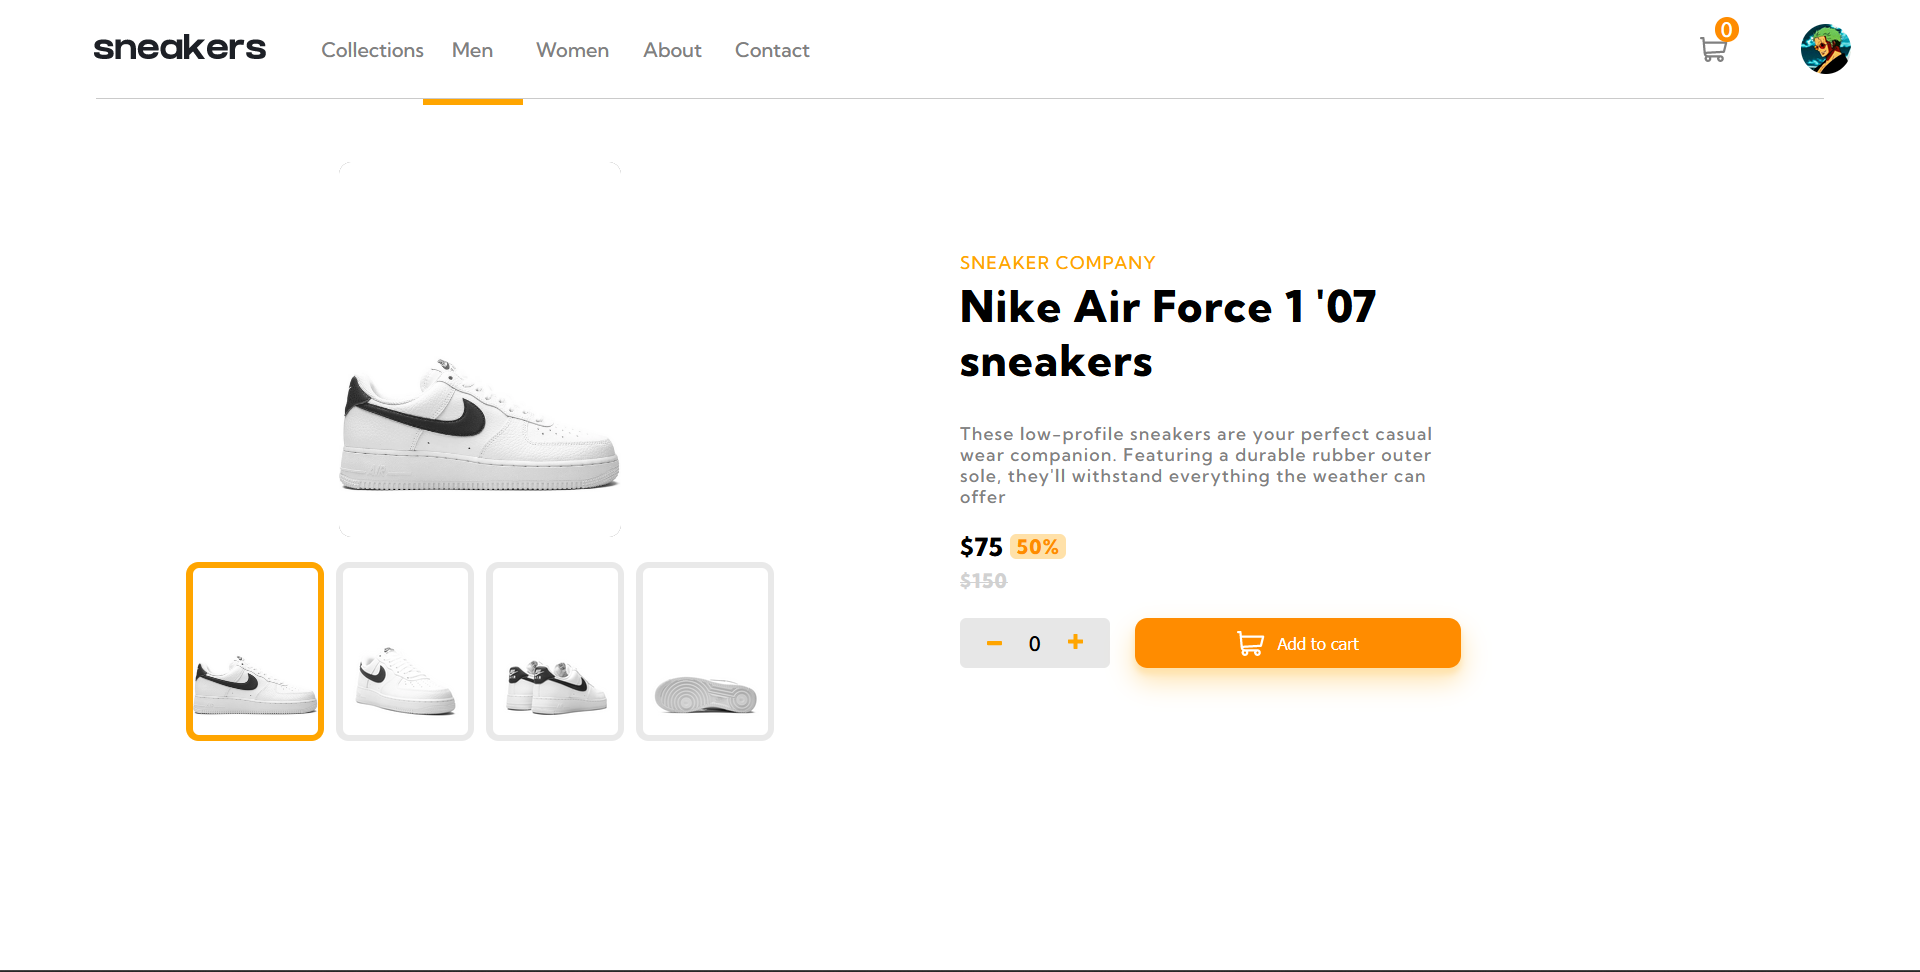 sneakers Collections Men Women About Contact 0
SNEAKER COMPANY
Nike Air Force 1 '07
sneakers
These low-profile sneakers are your perfect casual
wear companion. Featuring a durable rubber outer
sole, they'll withstand everything the weather can
offer
$75 50%
$150
− 0 + Add to cart